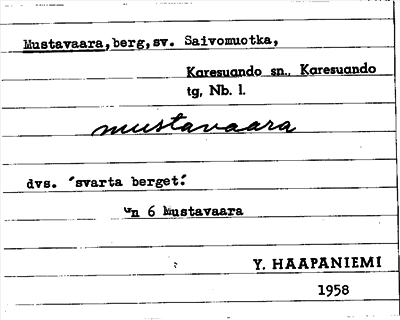 Mustavaara, berg, sv. Saivomuotka,
Karesuando sn., Karesuando
tg, Nb. l.
mustavaara
dvs. "svarta berget".
un 6 Mustavaara
Y. HAAPANIEMI
1958